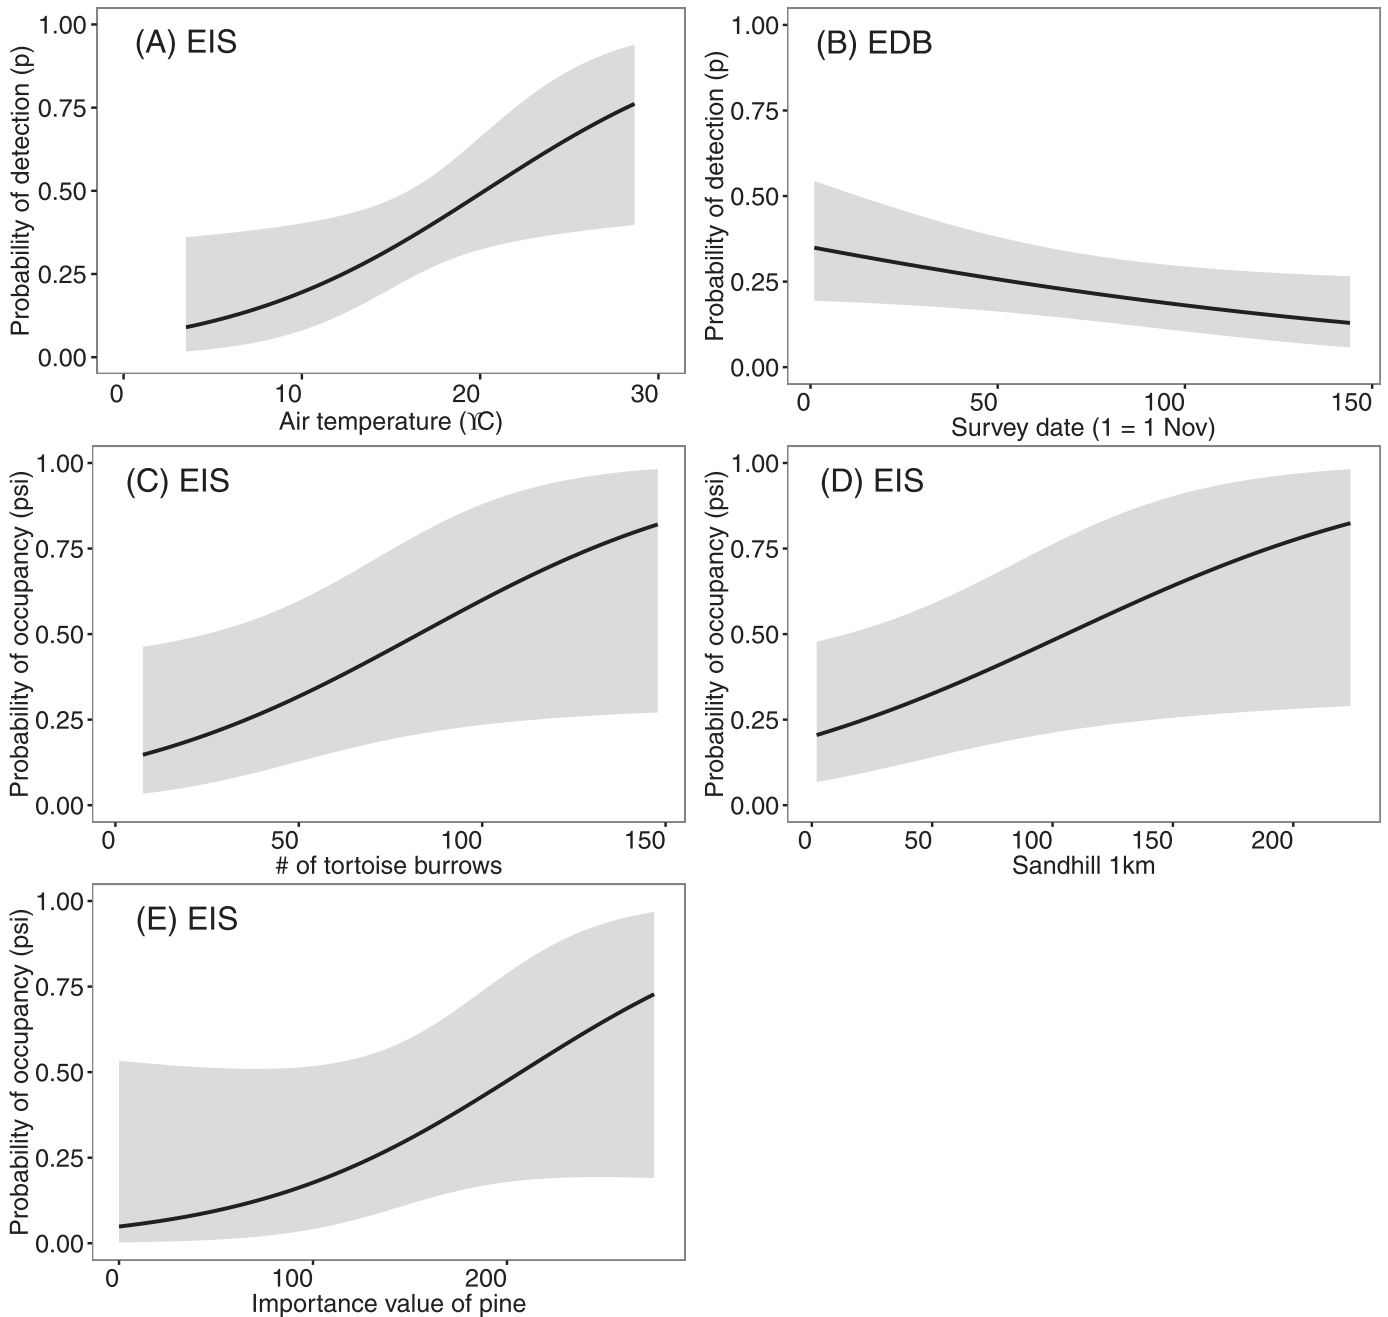 (A) EIS
Probability of detection (p)
1.00
0.75
0.50
0.25
0.00
0 10 20 30
Air temperature (ϒC)
(B) EDB
Probability of detection (p)
1.00
0.75
0.50
0.25
0.00
0 50 100 150
Survey date (1 = 1 Nov)
(C) EIS
Probability of occupancy (psi)
1.00
0.75
0.50
0.25
0.00
0 50 100 150
# of tortoise burrows
(D) EIS
Probability of occupancy (psi)
1.00
0.75
0.50
0.25
0.00
0 50 100 150 200
Sandhill 1km
(E) EIS
Probability of occupancy (psi)
1.00
0.75
0.50
0.25
0.00
0 100 200
Importance value of pine